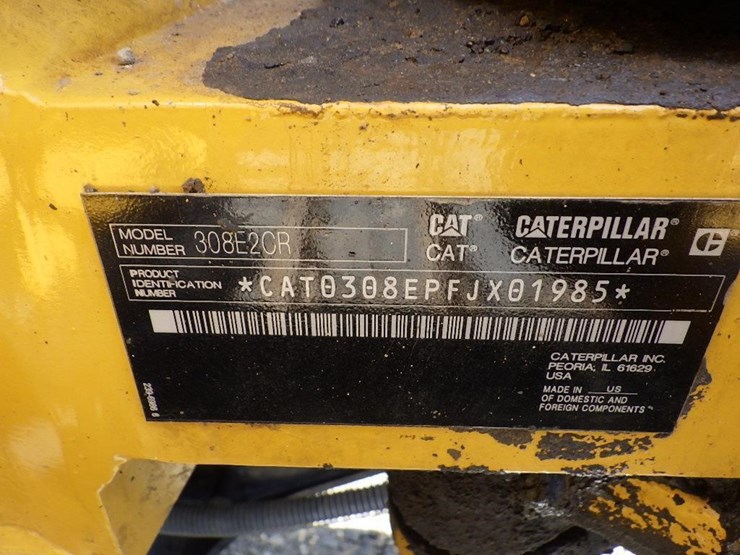 MODEL NUMBER 308E2CR
CAT® CATERPILLAR®
CAT® CATERPILLAR®
PRODUCT IDENTIFICATION NUMBER *CAT0308EPFJX01985*
CATERPILLAR INC.
PEORIA, IL 61629
USA
MADE IN US
OF DOMESTIC AND
FOREIGN COMPONENTS